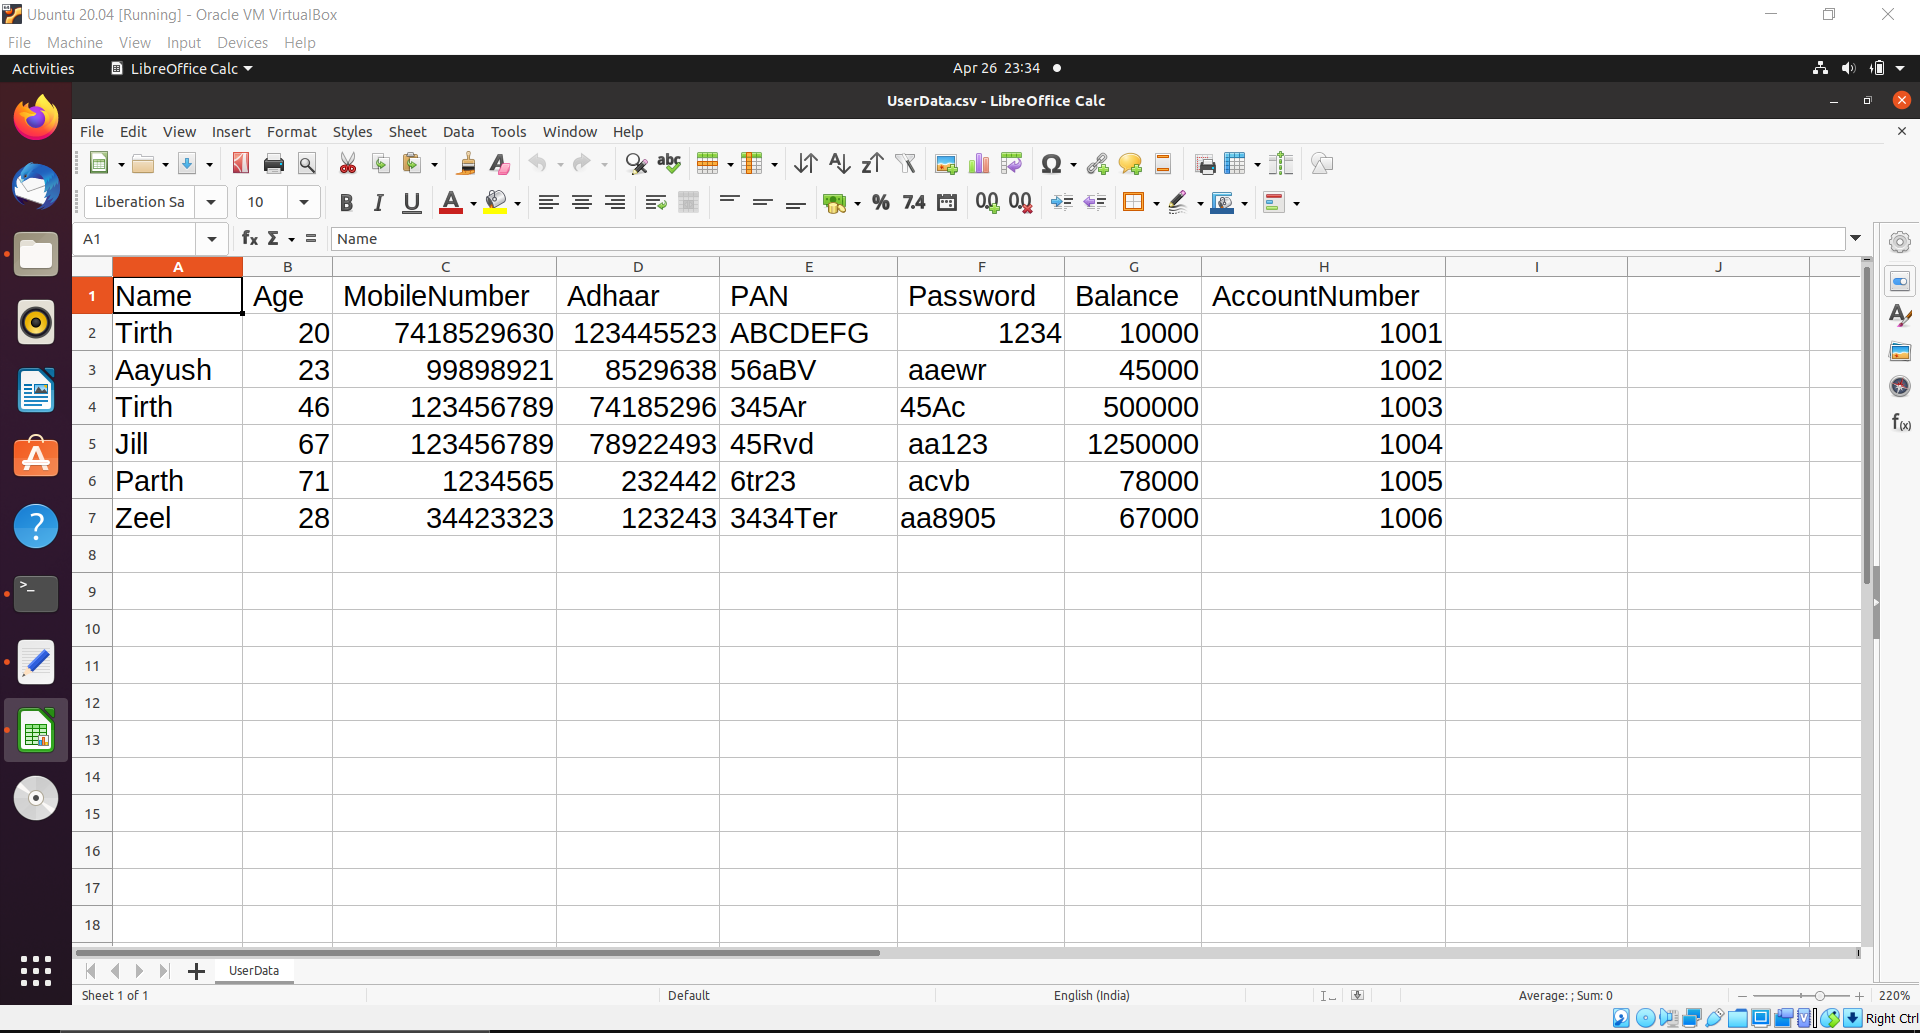 Ubuntu 20.04 [Running] - Oracle VM VirtualBox
File Machine View Input Devices Help
Activities LibreOffice Calc Apr 26 23:34
UserData.csv - LibreOffice Calc
File Edit View Insert Format Styles Sheet Data Tools Window Help
Liberation Sa 10
A1 Name
A B C D E F G H I J
1 Name Age MobileNumber Adhaar PAN Password Balance AccountNumber
2 Tirth 20 7418529630 123445523 ABCDEFG 1234 10000 1001
3 Aayush 23 99898921 8529638 56aBV aaewr 45000 1002
4 Tirth 46 123456789 74185296 345Ar 45Ac 500000 1003
5 Jill 67 123456789 78922493 45Rvd aa123 1250000 1004
6 Parth 71 1234565 232442 6tr23 acvb 78000 1005
7 Zeel 28 34423323 123243 3434Ter aa8905 67000 1006
8
9
10
11
12
13
14
15
16
17
18
UserData
Sheet 1 of 1 Default English (India) Average: ; Sum: 0 220%
Right Ctrl